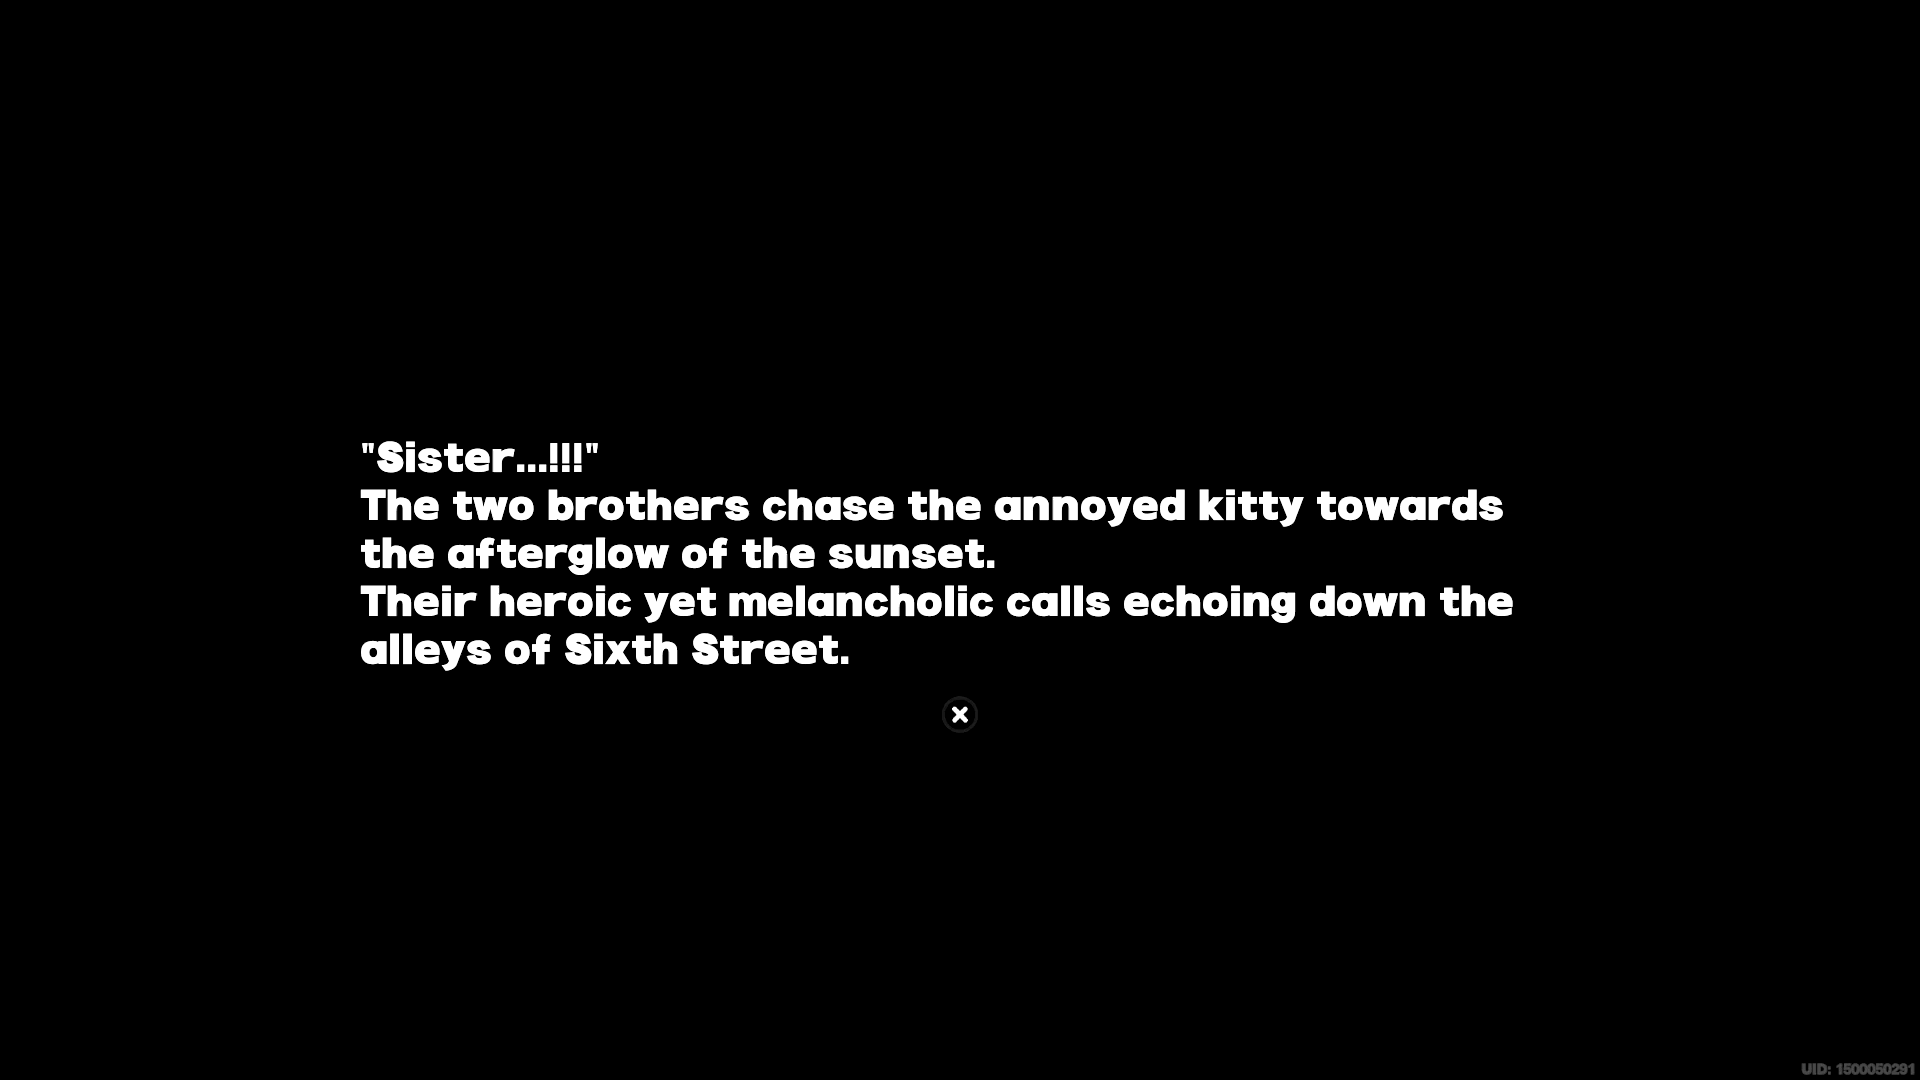 "Sister...!!!"
The two brothers chase the annoyed kitty towards
the afterglow of the sunset.
Their heroic yet melancholic calls echoing down the
alleys of Sixth Street.
UID: 1500050291